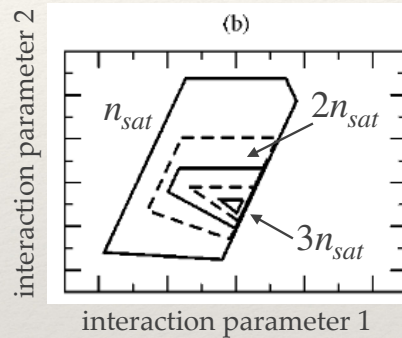 (b)
interaction parameter 2
n_sat
2n_sat
3n_sat
interaction parameter 1